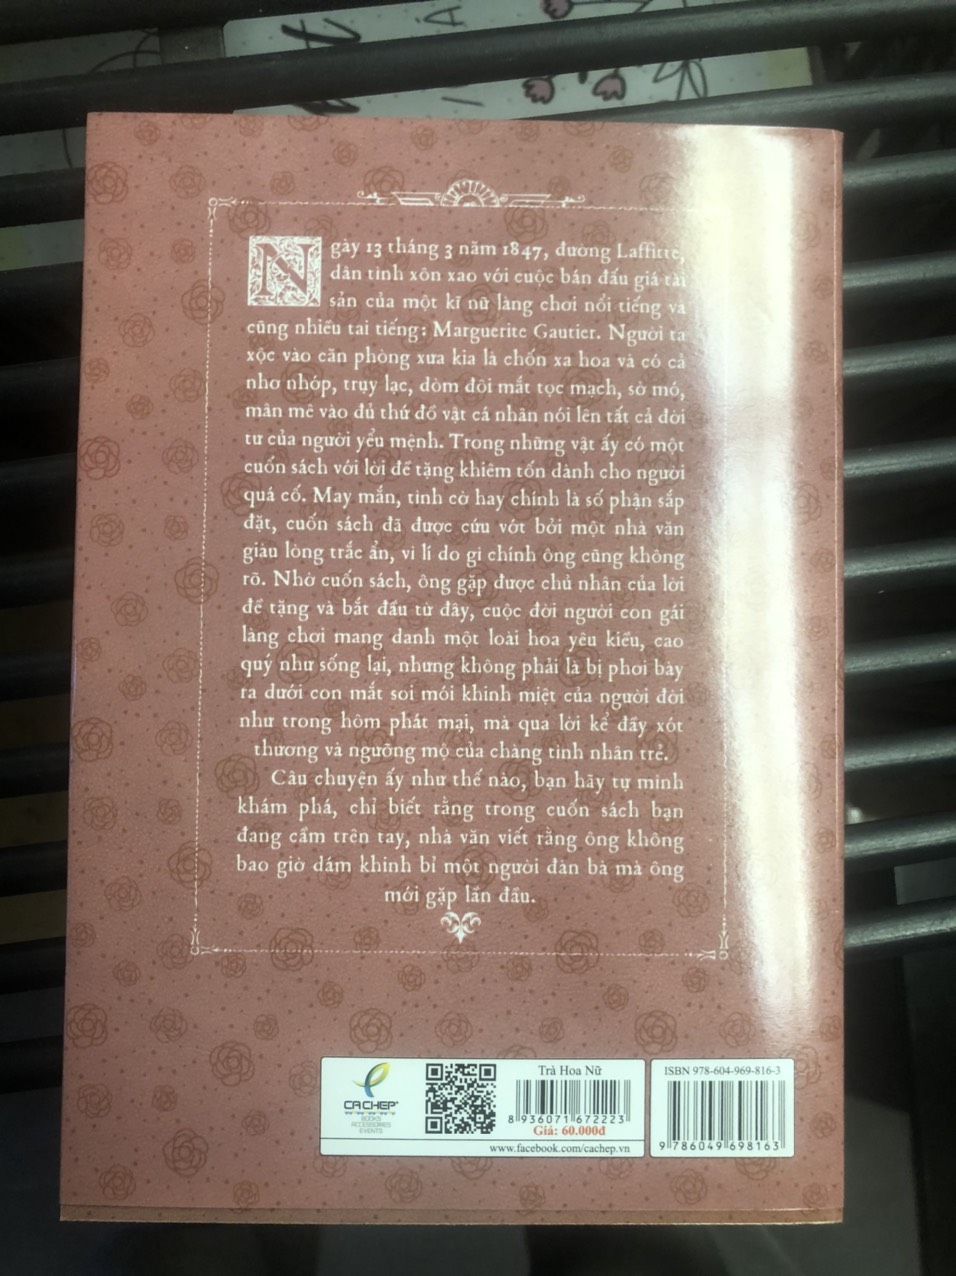 Ngày 13 tháng 3 năm 1847, đường Laffitte,
dân tình xôn xao với cuộc bán đấu giá tài
sản của một kĩ nữ làng chơi nổi tiếng và
cũng nhiều tai tiếng: Marguerite Gautier. Người ta
xộc vào căn phòng xưa kia là chốn xa hoa và có cả
nhơ nhớp, trụy lạc, dòm đôi mắt tọc mạch, sờ mó,
mân mê vào đủ thứ đồ vật cá nhân nói lên tất cả đời
tư của người yểu mệnh. Trong những vật ấy có một
cuốn sách với lời đề tặng khiêm tốn dành cho người
quá cố. May mắn, tình cờ hay chính là số phận sắp
đặt, cuốn sách đã được cứu vớt bởi một nhà văn
giàu lòng trắc ẩn, vì lí do gì chính ông cũng không
rõ. Nhờ cuốn sách, ông gặp được chủ nhân của lời
đề tặng và bắt đầu từ đây, cuộc đời người con gái
làng chơi mang danh một loài hoa yêu kiều, cao
quý như sống lại, nhưng không phải là bị phơi bày
ra dưới con mắt soi mói khinh miệt của người đời
như trong hôm phát mại, mà qua lời kể đầy xót
thương và ngưỡng mộ của chàng tình nhân trẻ.
Câu chuyện ấy như thế nào, bạn hãy tự mình
khám phá, chỉ biết rằng trong cuốn sách bạn
đang cầm trên tay, nhà văn viết rằng ông không
bao giờ dám khinh bỉ một người đàn bà mà ông
mới gặp lần đầu.
CACHEP
BOOKS
ACCESSORIES
EVENTS
Trà Hoa Nữ
8 936071 672223
Giá: 60.000đ
www.facebook.com/cachep.vn
ISBN 978-604-969-816-3
9 786049 698163